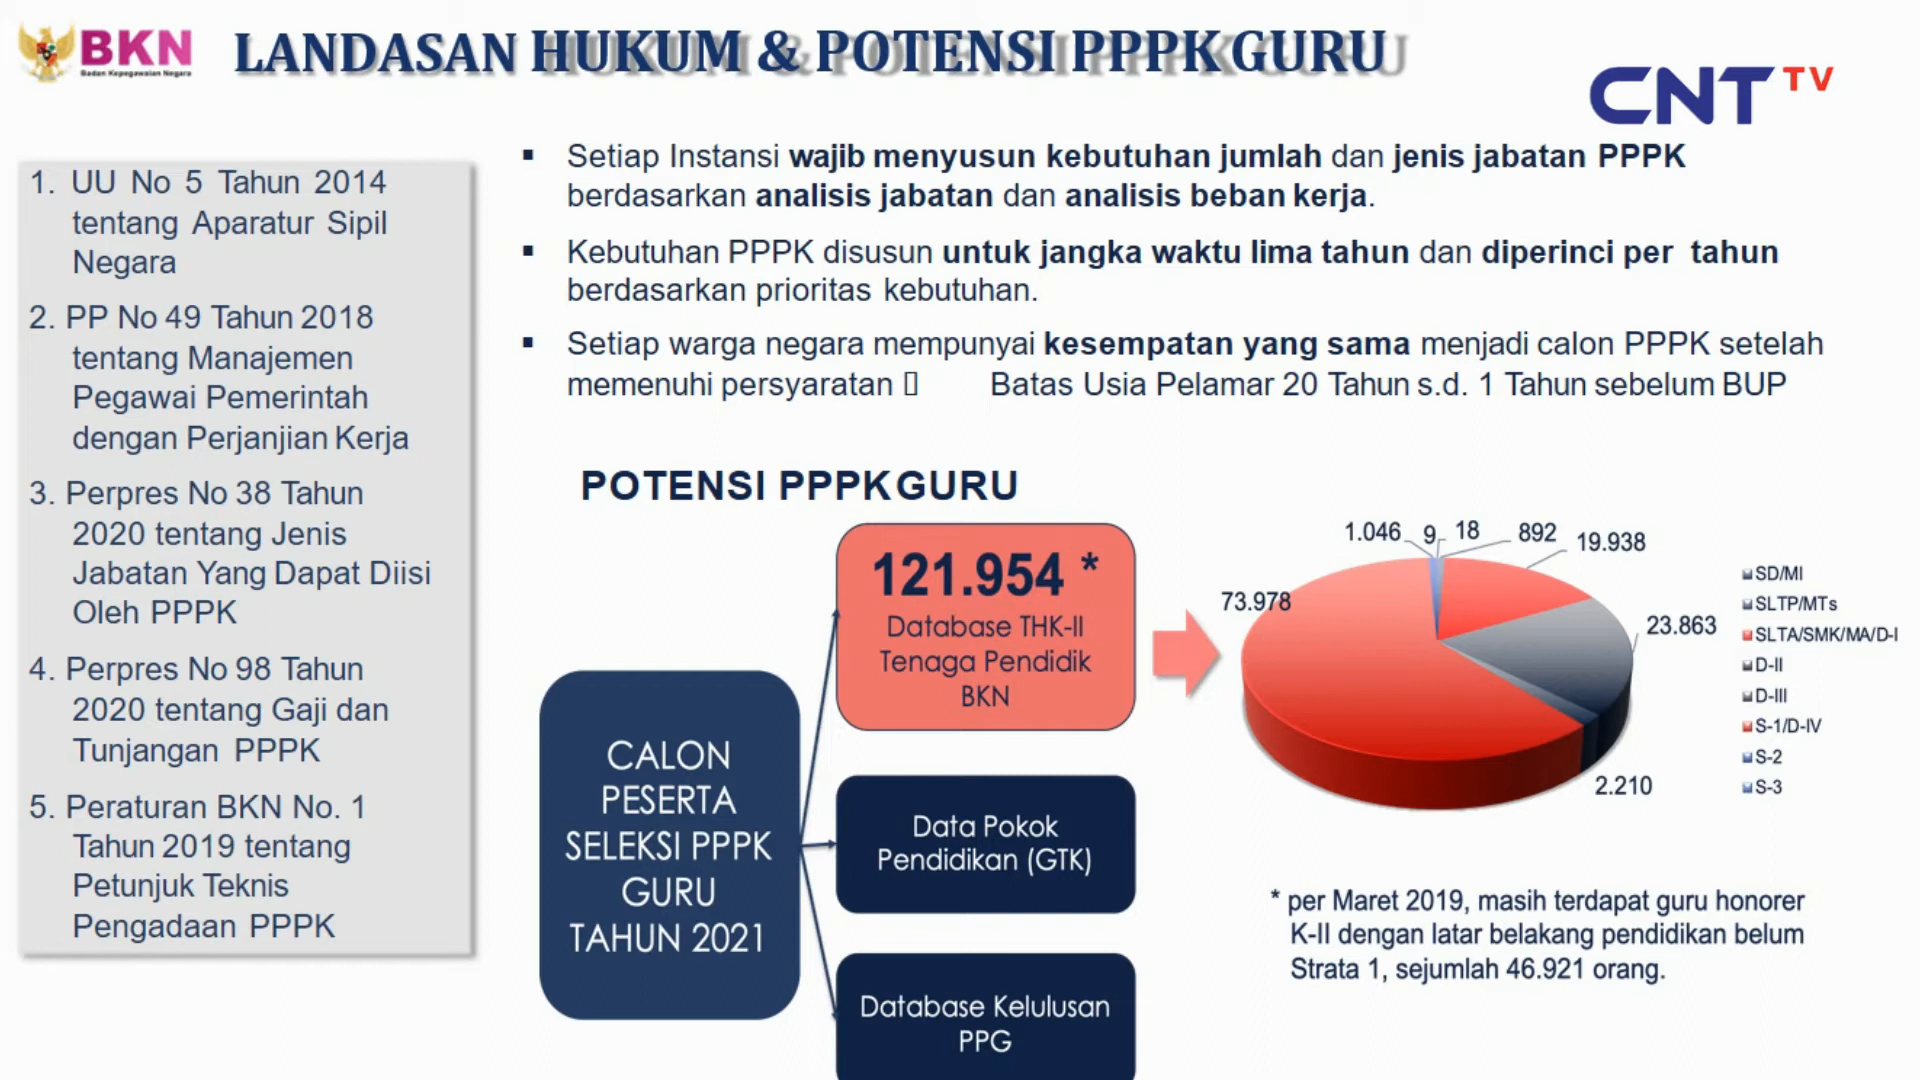 BKN
Badan Kepegawaian Negara
LANDASAN HUKUM & POTENSI PPPK GURU
CNT TV
1. UU No 5 Tahun 2014
tentang Aparatur Sipil
Negara
2. PP No 49 Tahun 2018
tentang Manajemen
Pegawai Pemerintah
dengan Perjanjian Kerja
3. Perpres No 38 Tahun
2020 tentang Jenis
Jabatan Yang Dapat Diisi
Oleh PPPK
4. Perpres No 98 Tahun
2020 tentang Gaji dan
Tunjangan PPPK
5. Peraturan BKN No. 1
Tahun 2019 tentang
Petunjuk Teknis
Pengadaan PPPK
▪ Setiap Instansi wajib menyusun kebutuhan jumlah dan jenis jabatan PPPK
berdasarkan analisis jabatan dan analisis beban kerja.
▪ Kebutuhan PPPK disusun untuk jangka waktu lima tahun dan diperinci per tahun
berdasarkan prioritas kebutuhan.
▪ Setiap warga negara mempunyai kesempatan yang sama menjadi calon PPPK setelah
memenuhi persyaratan Batas Usia Pelamar 20 Tahun s.d. 1 Tahun sebelum BUP
POTENSI PPPK GURU
CALON
PESERTA
SELEKSI PPPK
GURU
TAHUN 2021
121.954 *
Database THK-II
Tenaga Pendidik
BKN
Data Pokok
Pendidikan (GTK)
Database Kelulusan
PPG
1.046
9
18
892
19.938
73.978
23.863
2.210
SD/MI
SLTP/MTs
SLTA/SMK/MA/D-I
D-II
D-III
S-1/D-IV
S-2
S-3
* per Maret 2019, masih terdapat guru honorer
K-II dengan latar belakang pendidikan belum
Strata 1, sejumlah 46.921 orang.